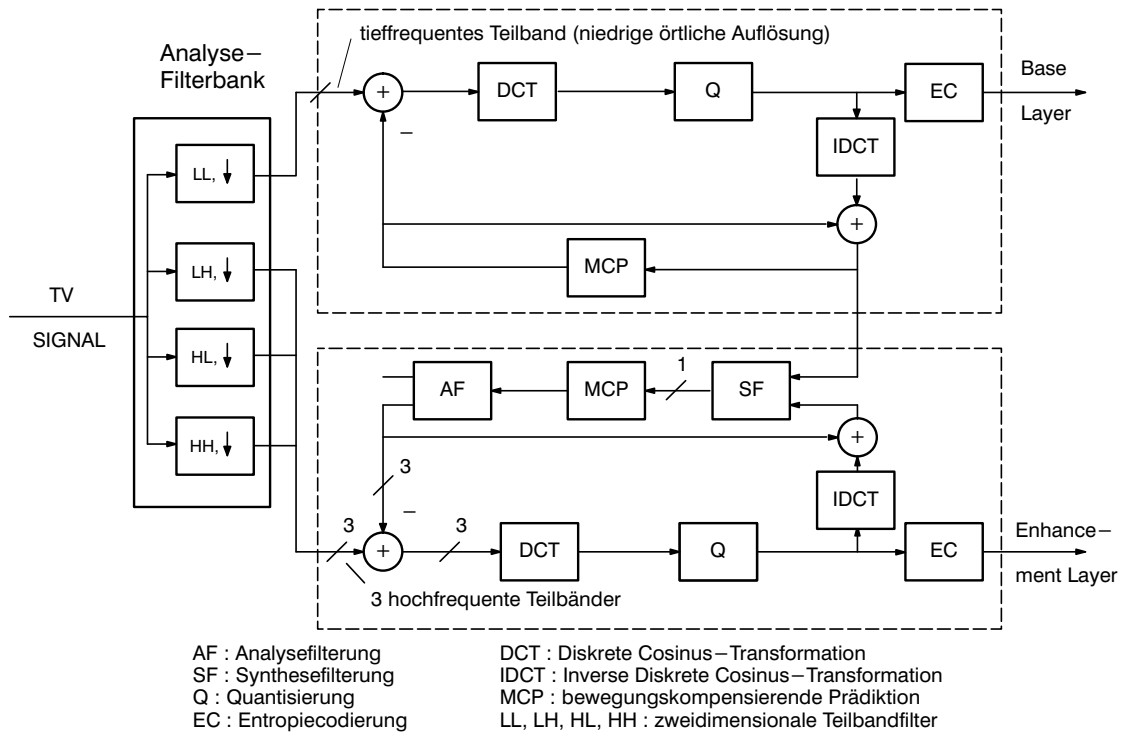 tieffrequentes Teilband (niedrige örtliche Auflösung)
Analyse–
Filterbank
+
DCT
Q
EC
Base
Layer
–
IDCT
LL, ↓
+
LH, ↓
MCP
TV
SIGNAL
HL, ↓
1
AF
MCP
SF
HH, ↓
+
3
IDCT
–
3
3
+
DCT
Q
EC
Enhance–
ment Layer
3 hochfrequente Teilbänder
AF : Analysefilterung
DCT : Diskrete Cosinus–Transformation
SF : Synthesefilterung
IDCT : Inverse Diskrete Cosinus–Transformation
Q : Quantisierung
MCP : bewegungskompensierende Prädiktion
EC : Entropiecodierung
LL, LH, HL, HH : zweidimensionale Teilbandfilter